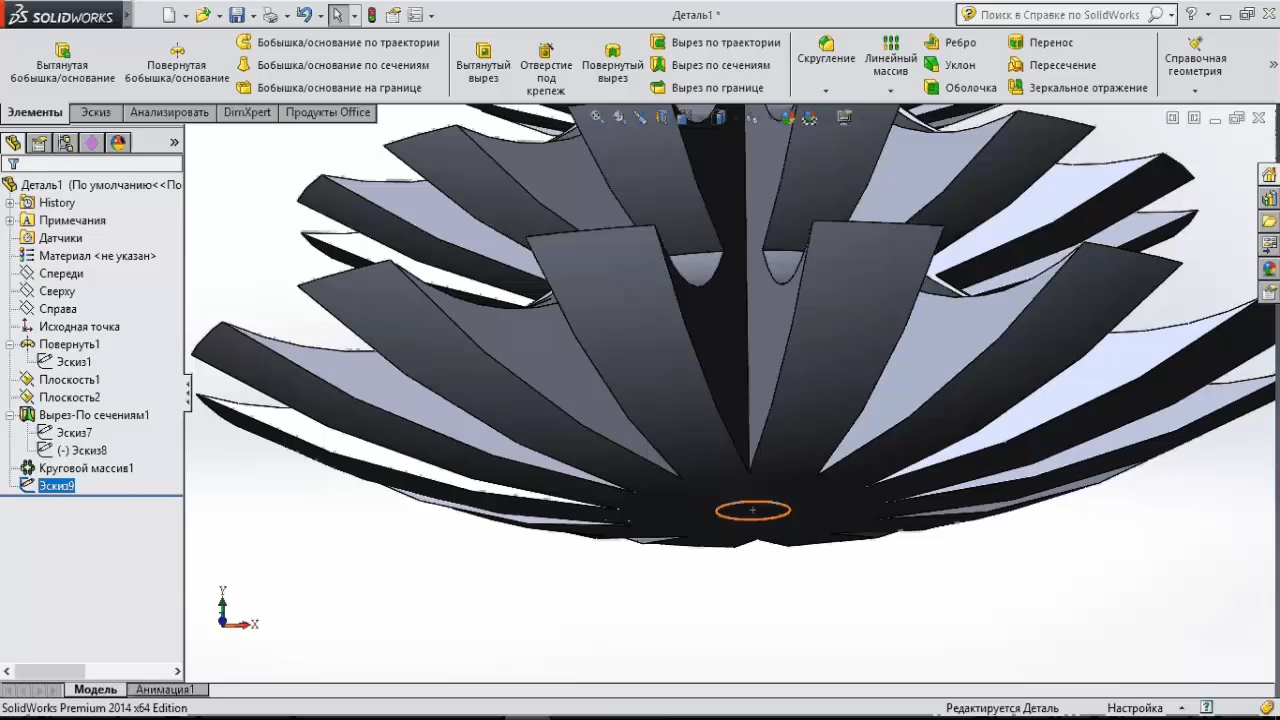 SOLIDWORKS
Деталь1 *
Поиск в Справке по SolidWorks
Вытянутая
бобышка/основание
Повернутая
бобышка/основание
Бобышка/основание по траектории
Бобышка/основание по сечениям
Бобышка/основание на границе
Вытянутый
вырез
Отверстие
под
крепеж
Повернутый
вырез
Вырез по траектории
Вырез по сечениям
Вырез по границе
Скругление
Линейный
массив
Ребро
Уклон
Оболочка
Перенос
Пересечение
Зеркальное отражение
Справочная
геометрия
Элементы
Эскиз
Анализировать
DimXpert
Продукты Office
Деталь1 (По умолчанию<<По
History
Примечания
Датчики
Материал <не указан>
Спереди
Сверху
Справа
Исходная точка
Повернуть1
Эскиз1
Плоскость1
Плоскость2
Вырез-По сечениям1
Эскиз7
(-) Эскиз8
Круговой массив1
Эскиз9
Y
X
Модель
Анимация1
SolidWorks Premium 2014 x64 Edition
Редактируется Деталь
Настройка